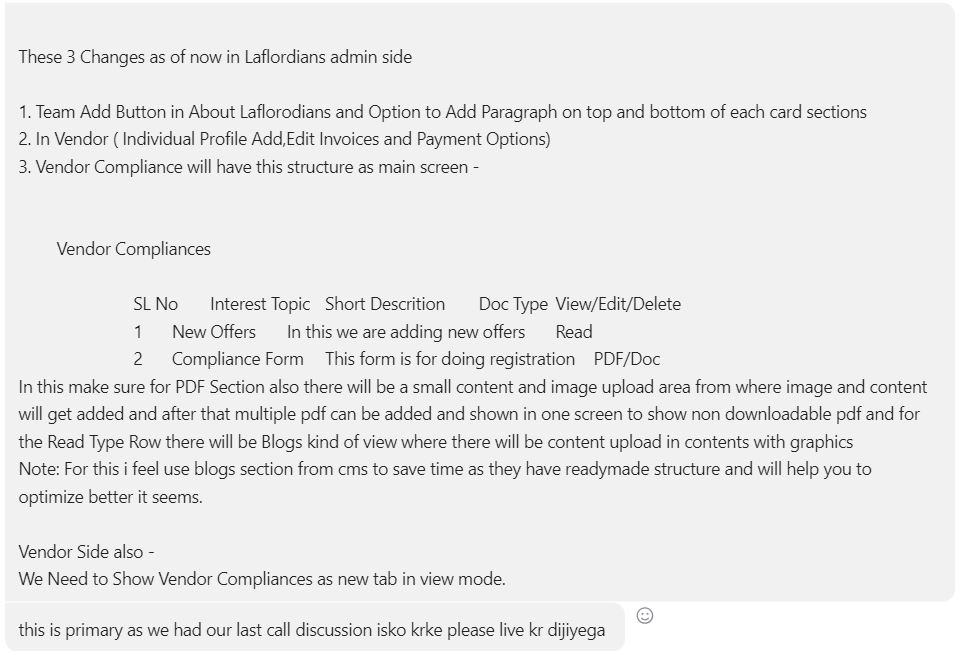 These 3 Changes as of now in Laflordians admin side
1. Team Add Button in About Laflorodians and Option to Add Paragraph on top and bottom of each card sections
2. In Vendor ( Individual Profile Add,Edit Invoices and Payment Options)
3. Vendor Compliance will have this structure as main screen -
Vendor Compliances
SL No Interest Topic Short Descrition Doc Type View/Edit/Delete
1 New Offers In this we are adding new offers Read
2 Compliance Form This form is for doing registration PDF/Doc
In this make sure for PDF Section also there will be a small content and image upload area from where image and content
will get added and after that multiple pdf can be added and shown in one screen to show non downloadable pdf and for
the Read Type Row there will be Blogs kind of view where there will be content upload in contents with graphics
Note: For this i feel use blogs section from cms to save time as they have readymade structure and will help you to
optimize better it seems.
Vendor Side also -
We Need to Show Vendor Compliances as new tab in view mode.
this is primary as we had our last call discussion isko krke please live kr dijiyega